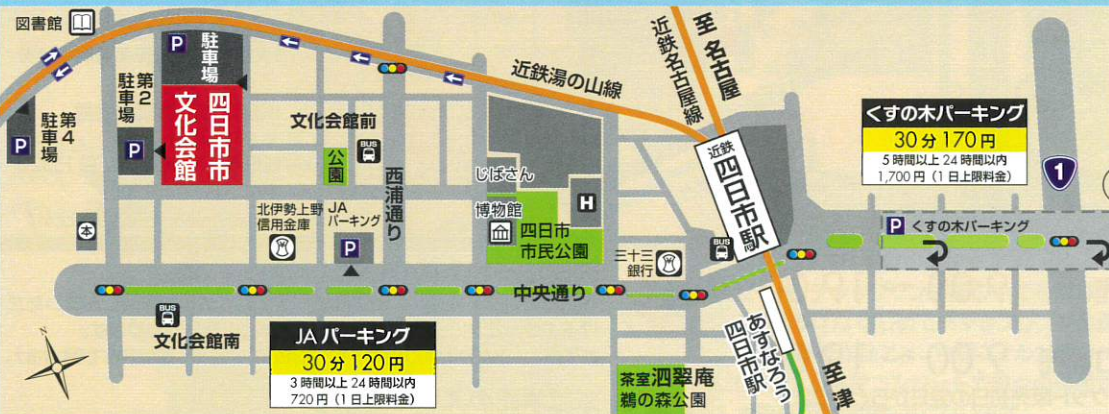 図書館
P
駐車場
第2
駐車場
P
四日市市
文化会館
第4
駐車場
P
文化会館前
BUS
公園
西浦通り
近鉄湯の山線
近鉄名古屋線
至 名古屋
近鉄
四日市駅
くすの木パーキング
30分170円
5時間以上24時間以内
1,700円(1日上限料金)
1
P くすの木パーキング
じばさん
博物館
H
四日市
市民公園
三十三
銀行
BUS
北伊勢上野
信用金庫
JA
パーキング
P
本
中央通り
BUS
文化会館南
JAパーキング
30分120円
3時間以上24時間以内
720円(1日上限料金)
N
茶室泗翠庵
鵜の森公園
あすなろう
四日市駅
至 津